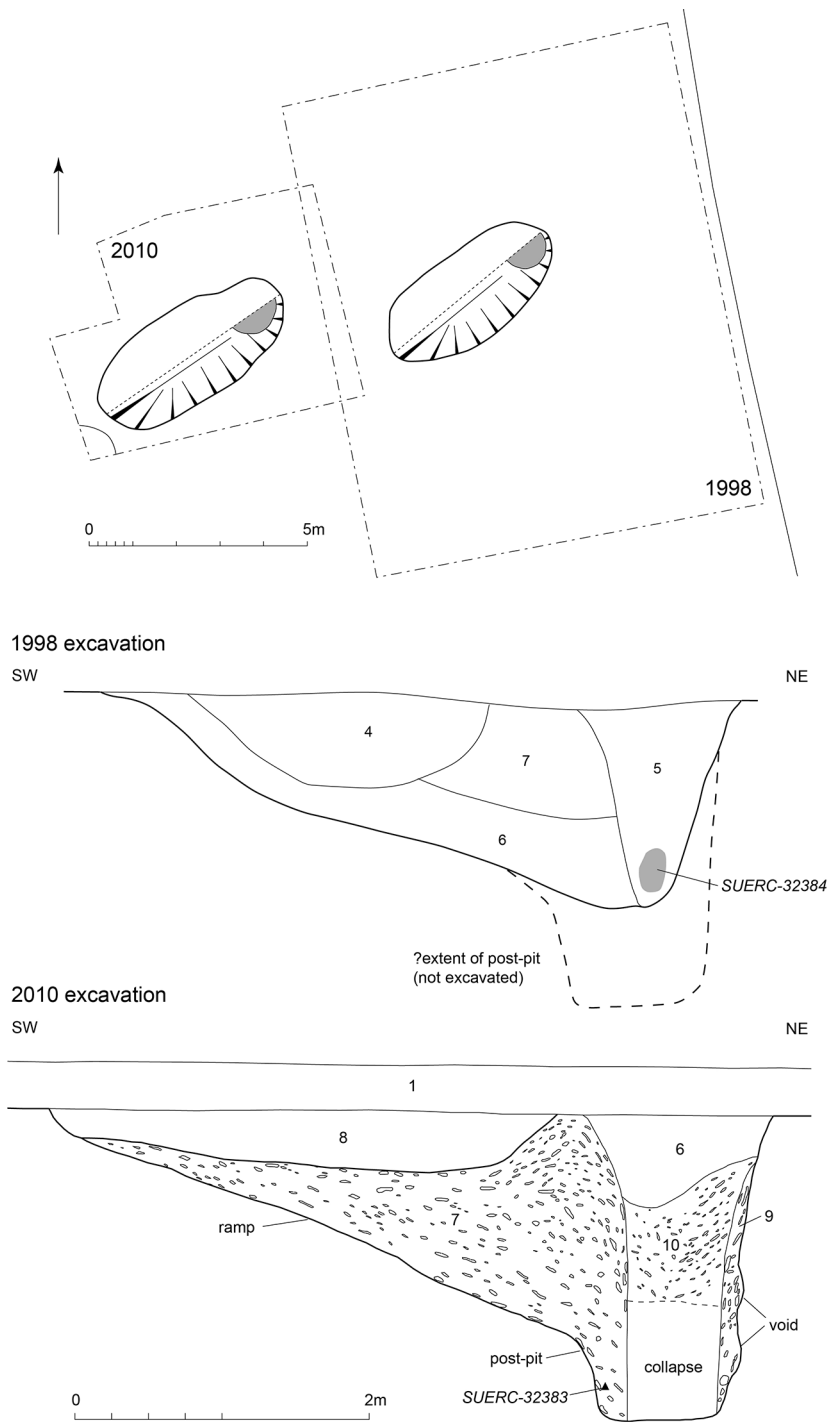 2010
1998
0 5m
1998 excavation
SW NE
4
7
5
6
SUERC-32384
?extent of post-pit
(not excavated)
2010 excavation
SW NE
1
8
6
7
9
ramp
10
void
post-pit
collapse
SUERC-32383
0 2m